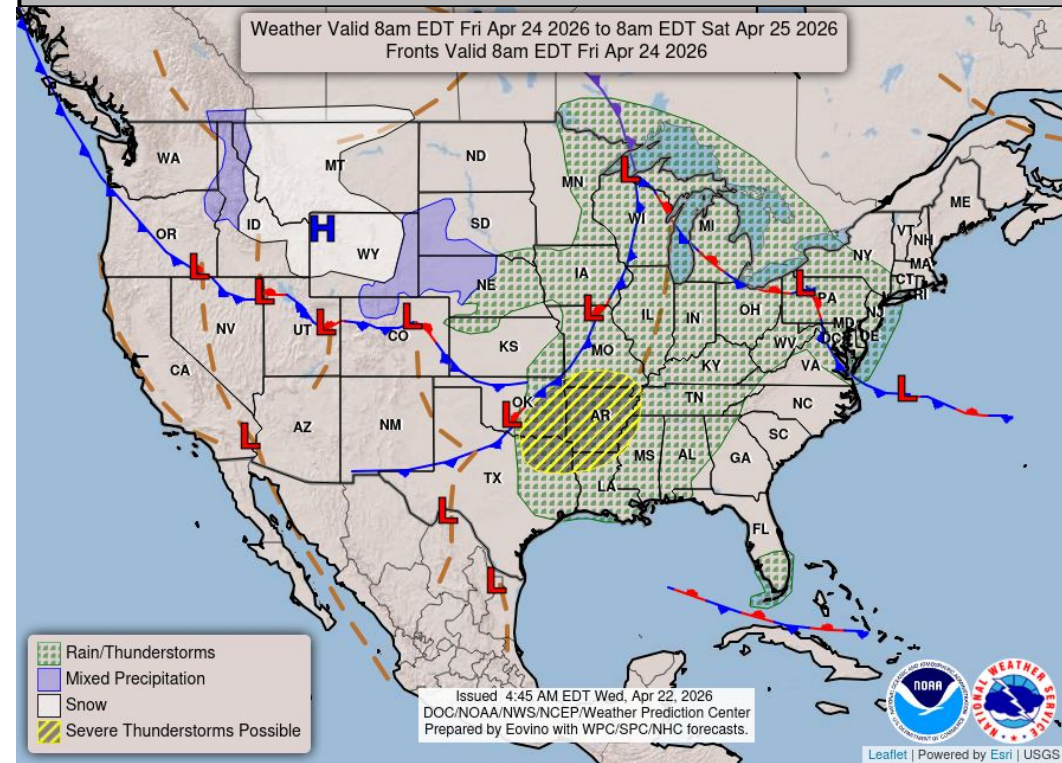 Weather Valid 8am EDT Fri Apr 24 2026 to 8am EDT Sat Apr 25 2026
Fronts Valid 8am EDT Fri Apr 24 2026
WA
MT
ND
MN
ME
OR
ID
H
WY
SD
WI
L
MI
NY
VT
NH
MA
CT
RI
L
L
L
L
NV
UT
CO
NE
IA
L
IL
IN
OH
L
PA
NJ
MD
DC
DE
WV
VA
CA
KS
MO
KY
AZ
NM
L
OK
AR
TN
NC
L
L
TX
LA
MS
AL
GA
SC
L
L
FL
Rain/Thunderstorms
Mixed Precipitation
Snow
Severe Thunderstorms Possible
Issued 4:45 AM EDT Wed, Apr 22, 2026
DOC/NOAA/NWS/NCEP/Weather Prediction Center
Prepared by Eovino with WPC/SPC/NHC forecasts.
NOAA
NATIONAL WEATHER SERVICE
Leaflet | Powered by Esri | USGS